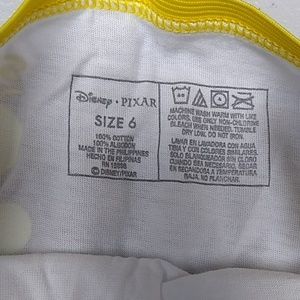 Disney · PIXAR
SIZE 6
100% COTTON
100% ALGODON
MADE IN THE PHILIPPINES
HECHO EN FILIPINAS
RN 15898
© DISNEY/PIXAR
MACHINE WASH WARM WITH LIKE
COLORS. USE ONLY NON-CHLORINE
BLEACH WHEN NEEDED. TUMBLE
DRY LOW. DO NOT IRON.
LAVAR EN LAVADORA CON AGUA
TIBIA Y CON COLORES SIMILARES.
SOLO BLANQUEADOR SIN CLORO
CUANDO SEA NECESARIO. SECAR
EN SECADORA A TEMPERATURA
BAJA. NO PLANCHAR.